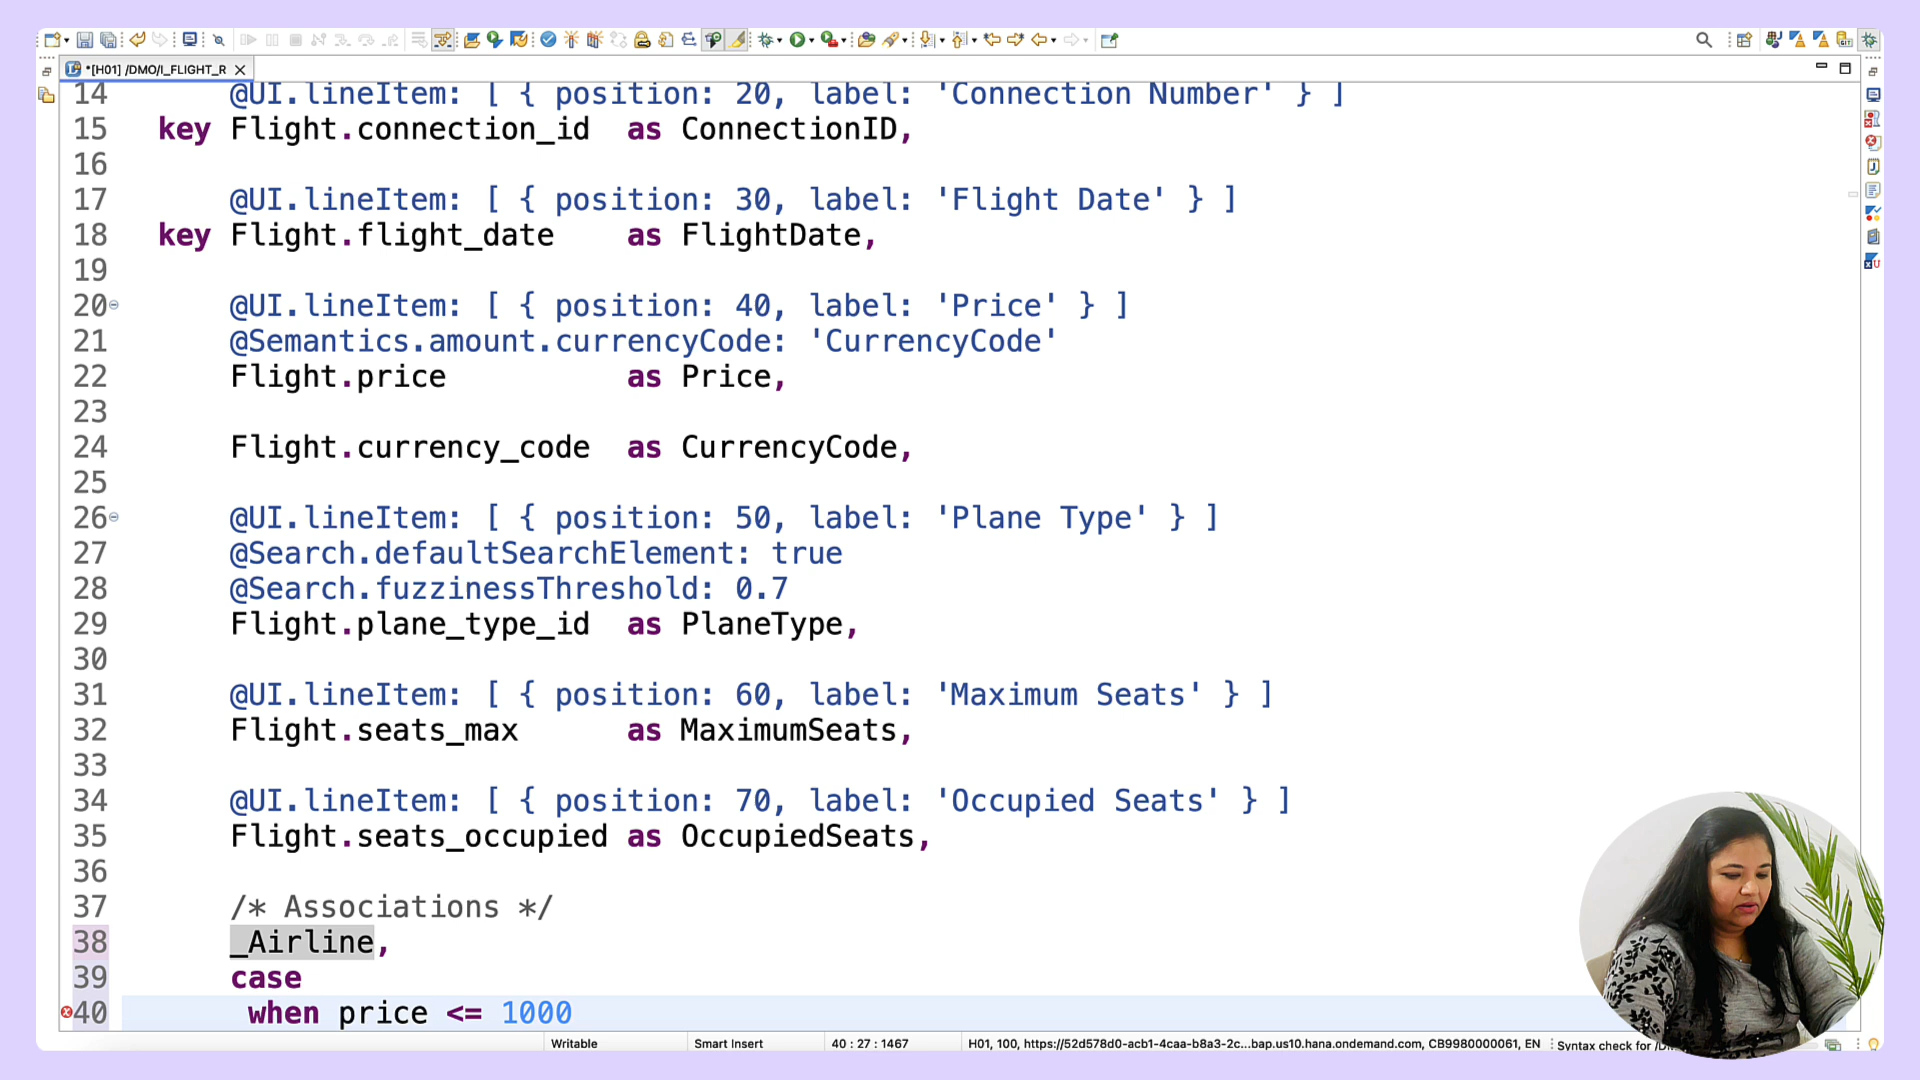 *[H01] /DMO/I_FLIGHT_R
14 @UI.lineItem: [ { position: 20, label: 'Connection Number' } ]
15 key Flight.connection_id as ConnectionID,
16
17 @UI.lineItem: [ { position: 30, label: 'Flight Date' } ]
18 key Flight.flight_date as FlightDate,
19
20 @UI.lineItem: [ { position: 40, label: 'Price' } ]
21 @Semantics.amount.currencyCode: 'CurrencyCode'
22 Flight.price as Price,
23
24 Flight.currency_code as CurrencyCode,
25
26 @UI.lineItem: [ { position: 50, label: 'Plane Type' } ]
27 @Search.defaultSearchElement: true
28 @Search.fuzzinessThreshold: 0.7
29 Flight.plane_type_id as PlaneType,
30
31 @UI.lineItem: [ { position: 60, label: 'Maximum Seats' } ]
32 Flight.seats_max as MaximumSeats,
33
34 @UI.lineItem: [ { position: 70, label: 'Occupied Seats' } ]
35 Flight.seats_occupied as OccupiedSeats,
36
37 /* Associations */
38 _Airline,
39 case
40 when price <= 1000
Writable Smart Insert 40 : 27 : 1467 H01, 100, https://52d578d0-acb1-4caa-b8a3-2c...bap.us10.hana.ondemand.com, CB9980000061, EN Syntax check for